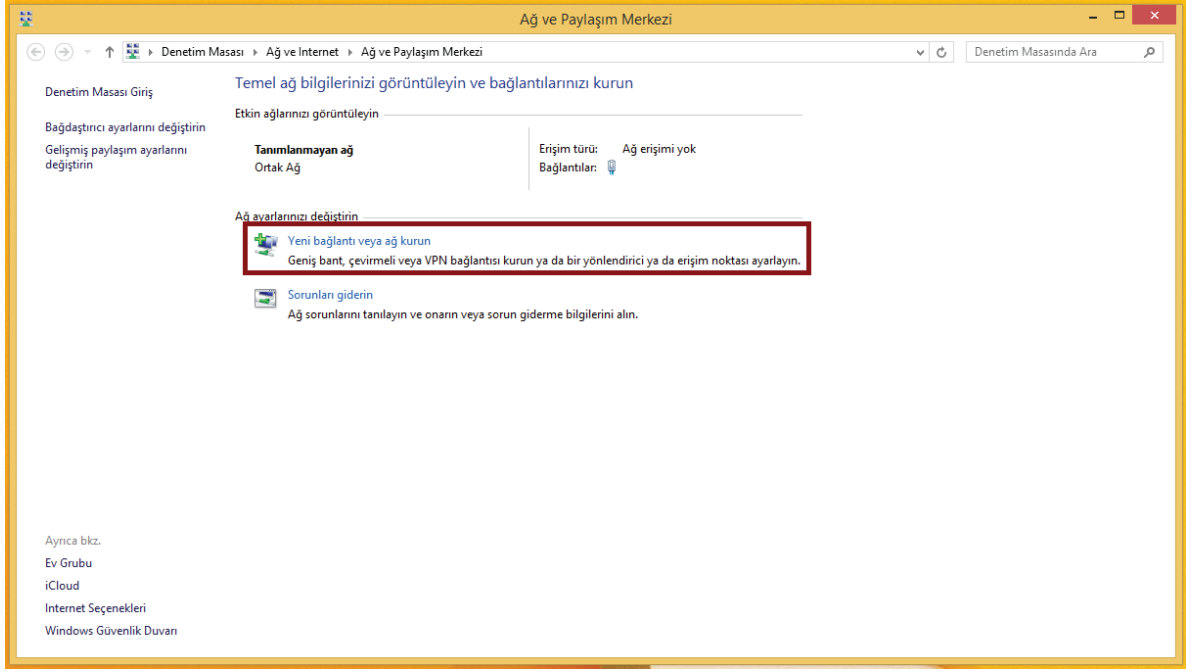 Ağ ve Paylaşım Merkezi
Denetim Masası Ağ ve Internet Ağ ve Paylaşım Merkezi
Denetim Masasında Ara
Denetim Masası Giriş
Bağdaştırıcı ayarlarını değiştirin
Gelişmiş paylaşım ayarlarını
değiştirin
Temel ağ bilgilerinizi görüntüleyin ve bağlantılarınızı kurun
Etkin ağlarınızı görüntüleyin
Tanımlanmayan ağ
Ortak Ağ
Erişim türü: Ağ erişimi yok
Bağlantılar:
Ağ ayarlarınızı değiştirin
Yeni bağlantı veya ağ kurun
Geniş bant, çevirmeli veya VPN bağlantısı kurun ya da bir yönlendirici ya da erişim noktası ayarlayın.
Sorunları giderin
Ağ sorunlarını tanılayın ve onarın veya sorun giderme bilgilerini alın.
Ayrıca bkz.
Ev Grubu
iCloud
Internet Seçenekleri
Windows Güvenlik Duvarı